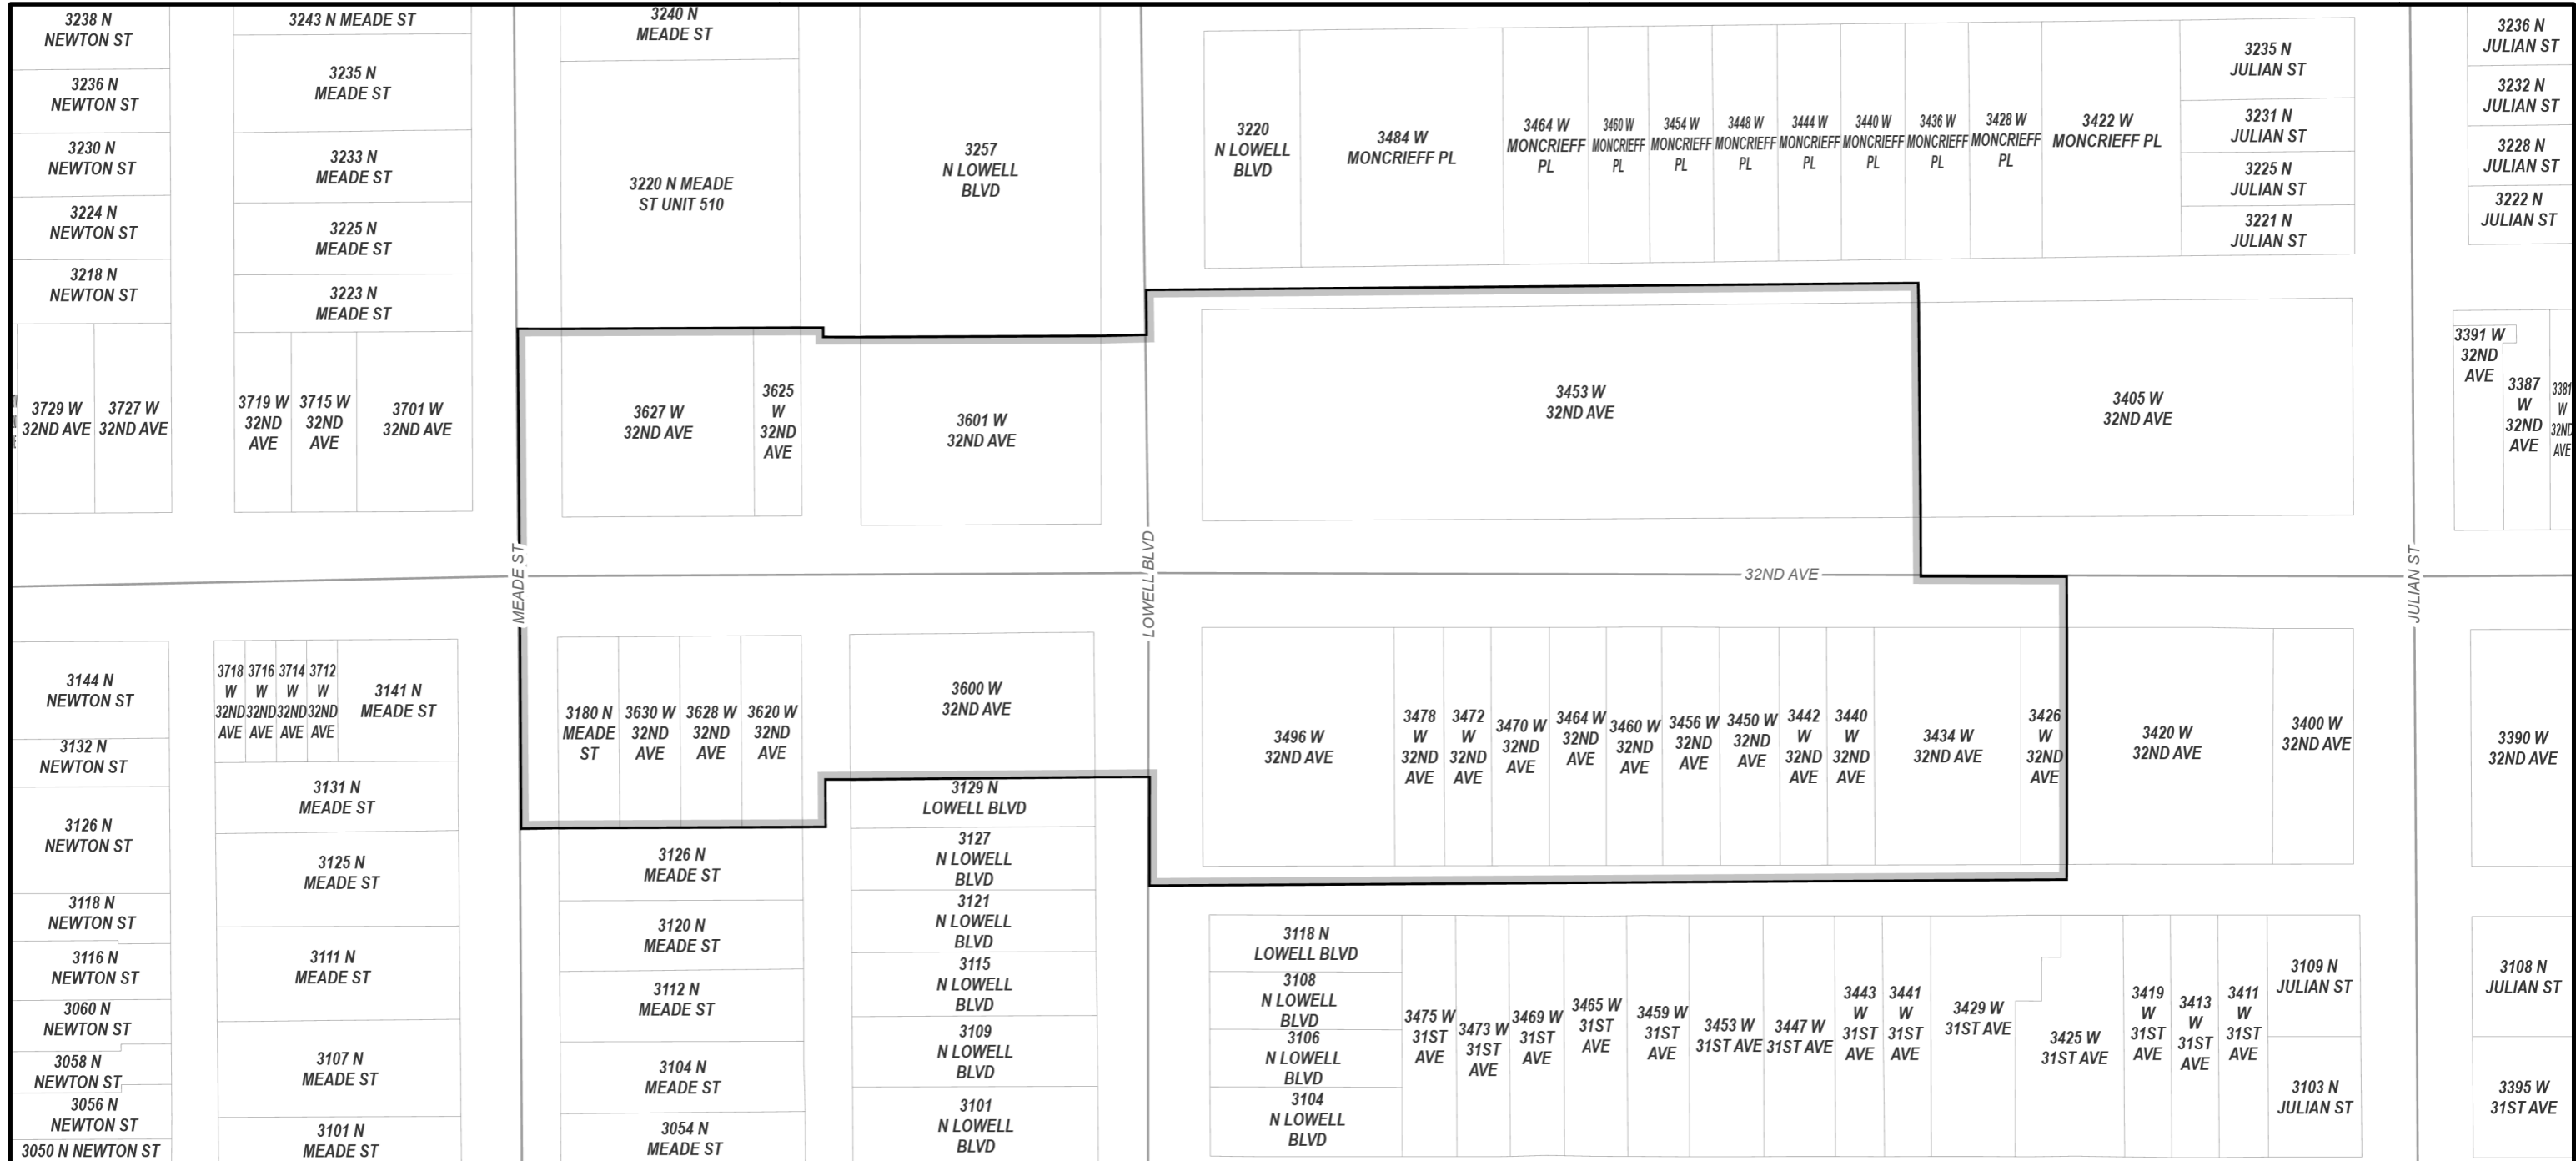 3238 N
NEWTON ST
3236 N
NEWTON ST
3230 N
NEWTON ST
3224 N
NEWTON ST
3218 N
NEWTON ST
3729 W
32ND AVE
3727 W
32ND AVE
3243 N MEADE ST
3235 N
MEADE ST
3233 N
MEADE ST
3225 N
MEADE ST
3223 N
MEADE ST
3719 W
32ND
AVE
3715 W
32ND
AVE
3701 W
32ND AVE
3240 N
MEADE ST
3220 N MEADE
ST UNIT 510
3257
N LOWELL
BLVD
3627 W
32ND AVE
3625
W
32ND
AVE
3601 W
32ND AVE
3220
N LOWELL
BLVD
3484 W
MONCRIEFF PL
3464 W
MONCRIEFF
PL
3460 W
MONCRIEFF
PL
3454 W
MONCRIEFF
PL
3448 W
MONCRIEFF
PL
3444 W
MONCRIEFF
PL
3440 W
MONCRIEFF
PL
3436 W
MONCRIEFF
PL
3428 W
MONCRIEFF
PL
3422 W
MONCRIEFF PL
3235 N
JULIAN ST
3231 N
JULIAN ST
3225 N
JULIAN ST
3221 N
JULIAN ST
3236 N
JULIAN ST
3232 N
JULIAN ST
3228 N
JULIAN ST
3222 N
JULIAN ST
3453 W
32ND AVE
3405 W
32ND AVE
3391 W
32ND
AVE
3387
W
32ND
AVE
3381
W
32ND
AVE
MEADE ST
LOWELL BLVD
32ND AVE
JULIAN ST
3144 N
NEWTON ST
3132 N
NEWTON ST
3126 N
NEWTON ST
3118 N
NEWTON ST
3116 N
NEWTON ST
3060 N
NEWTON ST
3058 N
NEWTON ST
3056 N
NEWTON ST
3050 N NEWTON ST
3718
W
32ND
AVE
3716
W
32ND
AVE
3714
W
32ND
AVE
3712
W
32ND
AVE
3141 N
MEADE ST
3131 N
MEADE ST
3125 N
MEADE ST
3111 N
MEADE ST
3107 N
MEADE ST
3101 N
MEADE ST
3180 N
MEADE
ST
3630 W
32ND
AVE
3628 W
32ND
AVE
3620 W
32ND
AVE
3126 N
MEADE ST
3120 N
MEADE ST
3112 N
MEADE ST
3104 N
MEADE ST
3054 N
MEADE ST
3600 W
32ND AVE
3129 N
LOWELL BLVD
3127
N LOWELL
BLVD
3121
N LOWELL
BLVD
3115
N LOWELL
BLVD
3109
N LOWELL
BLVD
3101
N LOWELL
BLVD
3496 W
32ND AVE
3478
W
32ND
AVE
3472
W
32ND
AVE
3470 W
32ND
AVE
3464 W
32ND
AVE
3460 W
32ND
AVE
3456 W
32ND
AVE
3450 W
32ND
AVE
3442
W
32ND
AVE
3440
W
32ND
AVE
3434 W
32ND AVE
3426
W
32ND
AVE
3420 W
32ND AVE
3400 W
32ND AVE
3390 W
32ND AVE
3118 N
LOWELL BLVD
3108
N LOWELL
BLVD
3106
N LOWELL
BLVD
3104
N LOWELL
BLVD
3475 W
31ST
AVE
3473 W
31ST
AVE
3469 W
31ST
AVE
3465 W
31ST
AVE
3459 W
31ST
AVE
3453 W
31ST AVE
3447 W
31ST AVE
3443
W
31ST
AVE
3441
W
31ST
AVE
3429 W
31ST AVE
3425 W
31ST AVE
3419
W
31ST
AVE
3413
W
31ST
AVE
3411
W
31ST
AVE
3109 N
JULIAN ST
3103 N
JULIAN ST
3108 N
JULIAN ST
3395 W
31ST AVE